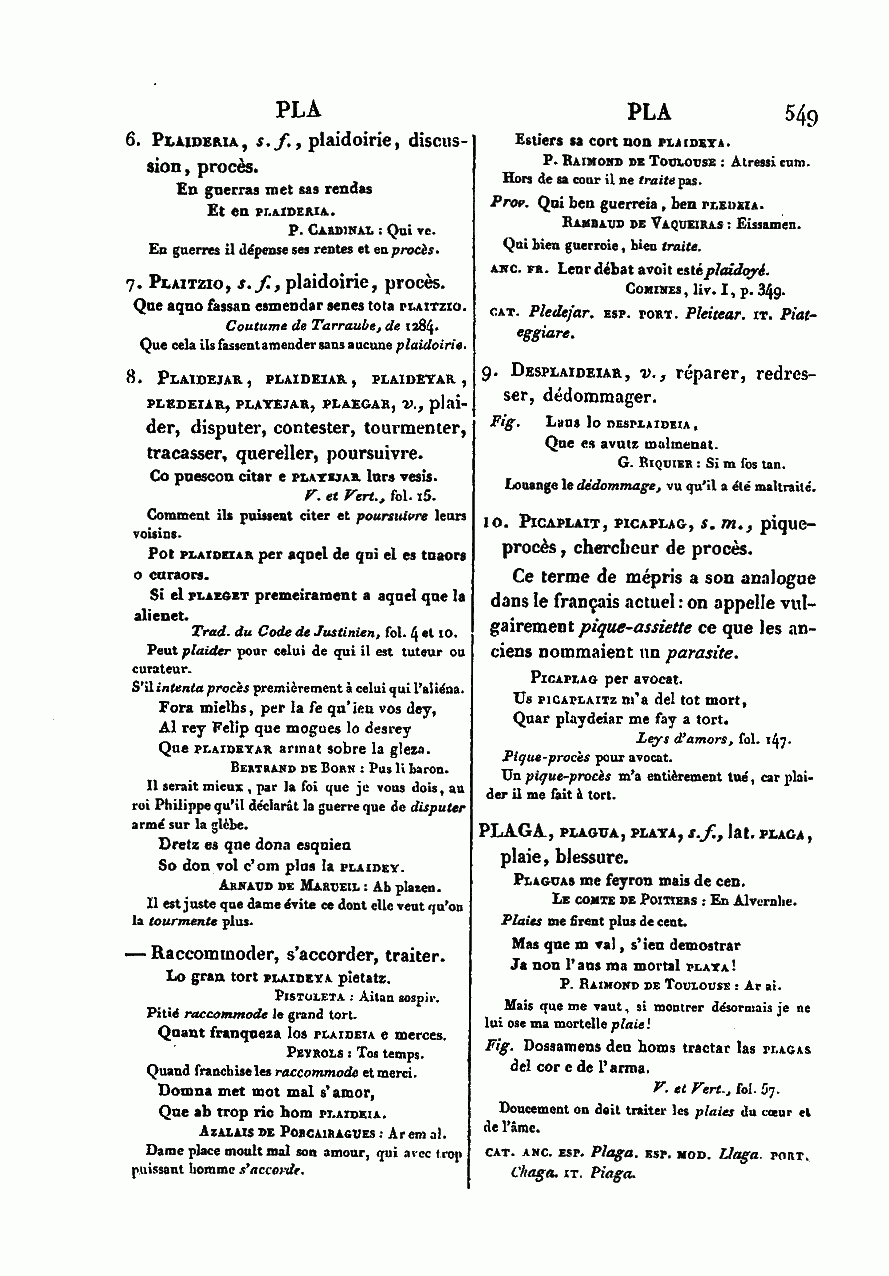 PLA
6. PLAIDERIA, s. f., plaidoirie, discus-
sion, procès.
En guerras met sas rendas
Et en PLAIDERIA.
P. CARDINAL : Qui ve.
En guerres il dépense ses rentes et en procès.
7. PLAITZIO, s. f., plaidoirie, procès.
Que aquo fassan esmendar senes tota PLAITZIO.
Coutume de Tarraube, de 1284.
Que cela ils fassent amender sans aucune plaidoirie.
8. PLAIDEJAR, PLAIDEIAR, PLAIDEYAR,
PLEDEIAR, PLAYEJAR, PLAEGAR, v., plai-
der, disputer, contester, tourmenter,
tracasser, quereller, poursuivre.
Co puescon citar e PLAYEJAR lurs vesis.
V. et Vert., fol. 15.
Comment ils puissent citer et poursuivre leurs
voisins.
Pot PLAIDEIAR per aquel de qui el es tuaors
o curaors.
Si el PLAEGET premeirament a aquel que la
alienet.
Trad. du Code de Justinien, fol. 4 et 10.
Peut plaider pour celui de qui il est tuteur ou
curateur.
S'il intenta procès premièrement à celui qui l'aliéna.
Fora mielhs, per la fe qu'ieu vos dey,
Al rey Felip que mogues lo desrey
Que PLAIDEYAR armat sobre la gleza.
BERTRAND DE BORN : Pus li baron.
Il serait mieux, par la foi que je vous dois, au
roi Philippe qu'il déclarât la guerre que de disputer
armé sur la glèbe.
Dretz es que dona esquieu
So don vol c'om plus la PLAIDEY.
ARNAUD DE MARUEIL : Ab plazen.
Il est juste que dame évite ce dont elle veut qu'on
la tourmente plus.
— Raccommoder, s'accorder, traiter.
Lo gran tort PLAIDEYA pietatz.
PISTOLETA : Aitan sospir.
Pitié raccommode le grand tort.
Quant franqueza los PLAIDEIA e merces.
PEYROLS : Tos temps.
Quand franchise les raccommode et merci.
Domna met mot mal s'amor,
Que ab trop ric hom PLAIDEIA.
AZALAIS DE PORCAIRAGUES : Ar em al.
Dame place moult mal son amour, qui avec trop
puissant homme s'accorde.
PLA 549
Estiers sa cort non PLAIDEYA.
P. RAIMOND DE TOULOUSE : Atressi cum.
Hors de sa cour il ne traite pas.
Prov. Qui ben guerreia, ben PLEDEIA.
RAMBAUD DE VAQUEIRAS : Eissamen.
Qui bien guerroie, bien traite.
ANC. FR. Leur débat avoit esté plaidoyé.
COMINES, liv. I, p. 349.
CAT. Pledejar. ESP. PORT. Pleitear. IT. Piat-
eggiare.
9. DESPLAIDEIAR, v., réparer, redres-
ser, dédommager.
Fig. Laus lo DESPLAIDEIA,
Que es avutz malmenat.
G. RIQUIER : Si m fos tan.
Louange le dédommage, vu qu'il a été maltraité.
10. PICAPLAIT, PICAPLAG, s. m., pique-
procès, chercheur de procès.
Ce terme de mépris a son analogue
dans le français actuel : on appelle vul-
gairement pique-assiette ce que les an-
ciens nommaient un parasite.
PICAPLAG per avocat.
Us PICAPLAITZ m'a del tot mort,
Quar playdeiar me fay a tort.
Leys d'amors, fol. 147.
Pique-procès pour avocat.
Un pique-procès m'a entièrement tué, car plai-
der il me fait à tort.
PLAGA, PLAGUA, PLAYA, s. f., lat. PLAGA,
plaie, blessure.
PLAGUAS me feyron mais de cen.
LE COMTE DE POITIERS : En Alvernhe.
Plaies me firent plus de cent.
Mas que m val, s'ieu demostrar
Ja non l'aus ma mortal PLAYA!
P. RAIMOND DE TOULOUSE : Ar ai.
Mais que me vaut, si montrer désormais je ne
lui ose ma mortelle plaie!
Fig. Dossamens deu homs tractar las PLAGAS
del cor e de l'arma.
V. et Vert., fol. 57.
Doucement on doit traiter les plaies du cœur et
de l'âme.
CAT. ANC. ESP. Plaga. ESP. MOD. Llaga. PORT.
Chaga. IT. Piaga.